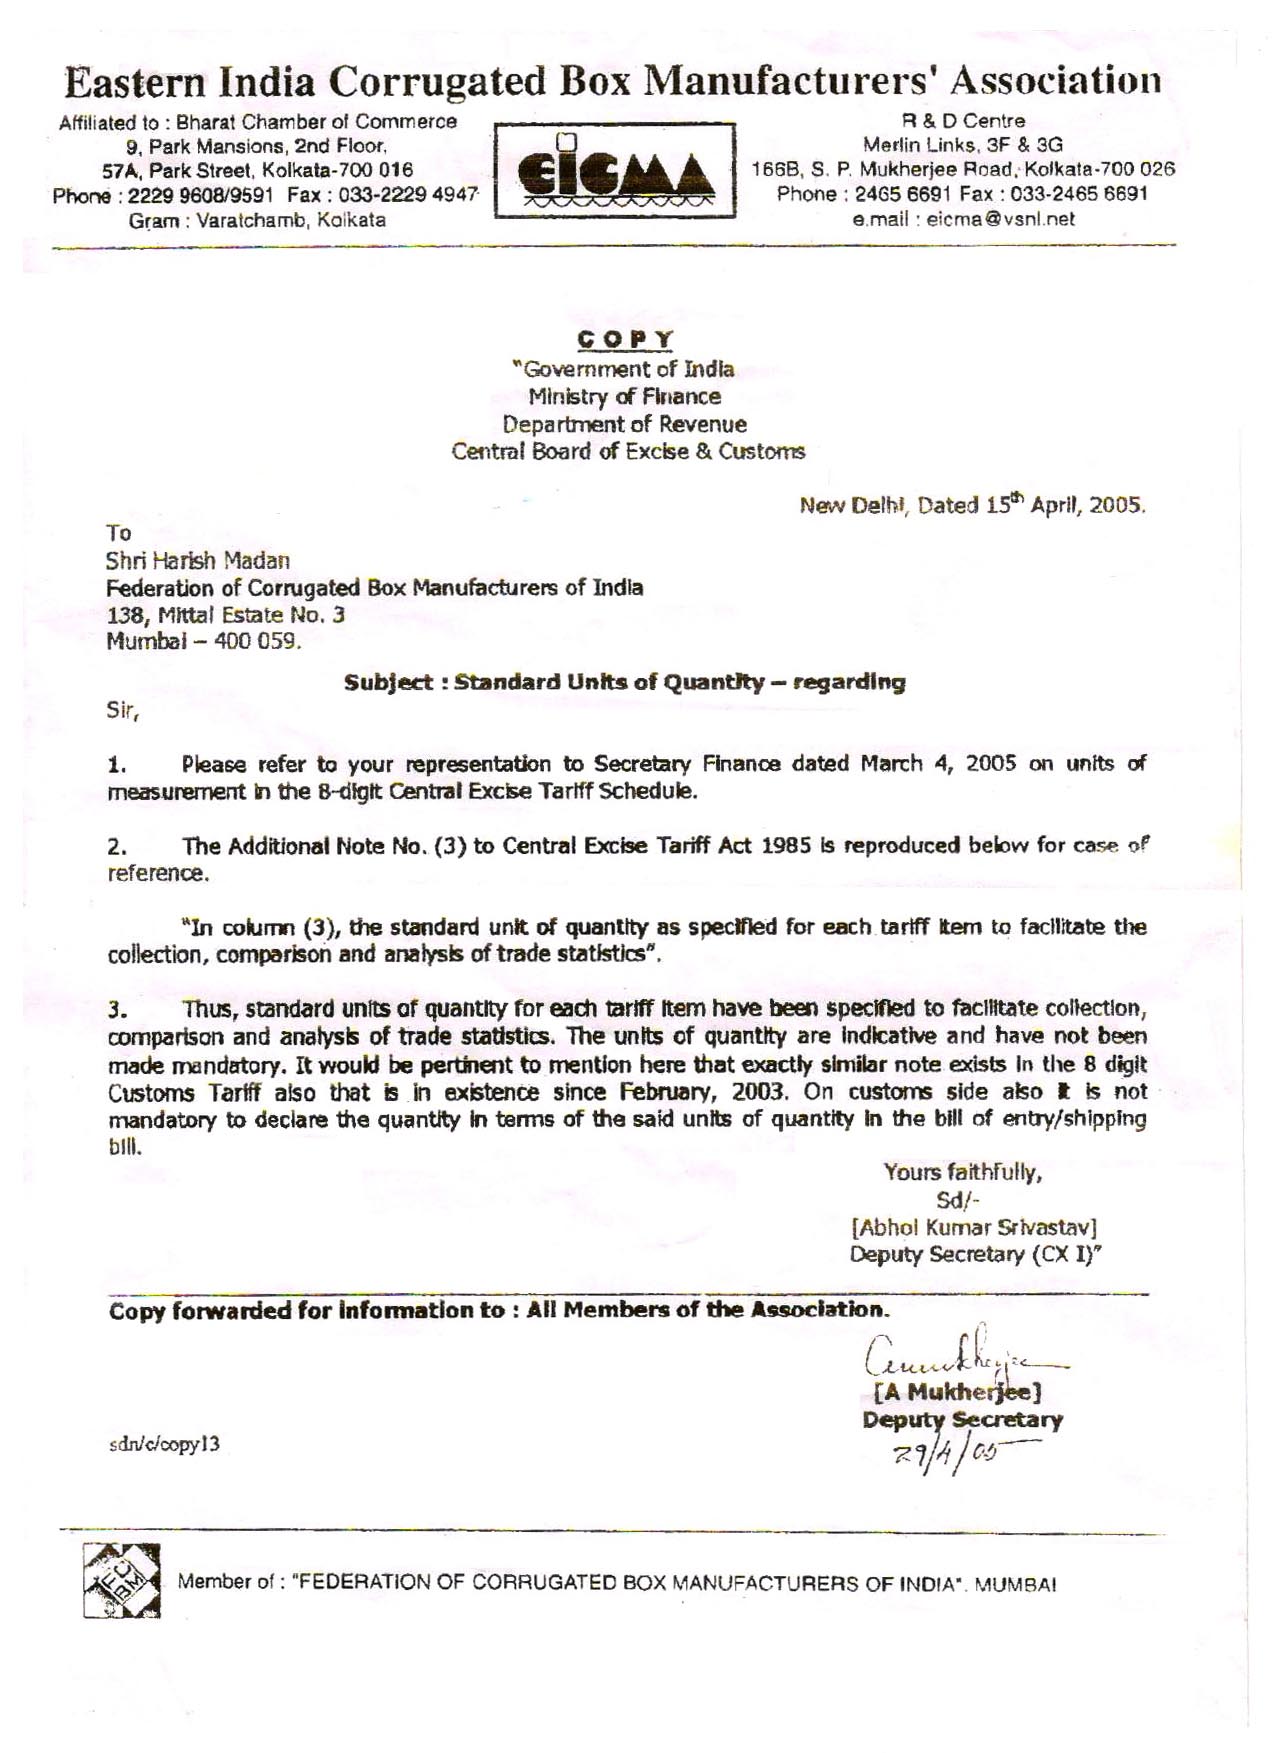 Eastern India Corrugated Box Manufacturers' Association
Affiliated to : Bharat Chamber of Commerce
9, Park Mansions, 2nd Floor,
57A, Park Street, Kolkata-700 016
Phone : 2229 9608/9591 Fax : 033-2229 4947
Gram : Varatchamb, Kolkata
EICMA
R & D Centre
Merlin Links, 3F & 3G
166B, S. P. Mukherjee Road, Kolkata-700 026
Phone : 2465 6691 Fax : 033-2465 6691
e.mail : eicma@vsnl.net
COPY
"Government of India
Ministry of Finance
Department of Revenue
Central Board of Excise & Customs
New Delhi, Dated 15th April, 2005.
To
Shri Harish Madan
Federation of Corrugated Box Manufacturers of India
138, Mittal Estate No. 3
Mumbai – 400 059.
Subject : Standard Units of Quantity – regarding
Sir,
1. Please refer to your representation to Secretary Finance dated March 4, 2005 on units of
measurement in the 8-digit Central Excise Tariff Schedule.
2. The Additional Note No. (3) to Central Excise Tariff Act 1985 is reproduced below for case of
reference.
"In column (3), the standard unit of quantity as specified for each tariff item to facilitate the
collection, comparison and analysis of trade statistics".
3. Thus, standard units of quantity for each tariff item have been specified to facilitate collection,
comparison and analysis of trade statistics. The units of quantity are indicative and have not been
made mandatory. It would be pertinent to mention here that exactly similar note exists in the 8 digit
Customs Tariff also that is in existence since February, 2003. On customs side also it is not
mandatory to declare the quantity in terms of the said units of quantity in the bill of entry/shipping
bill.
Yours faithfully,
Sd/-
[Abhoi Kumar Srivastav]
Deputy Secretary (CX I)"
Copy forwarded for information to : All Members of the Association.
[A Mukherjee]
Deputy Secretary
29/4/05
sdn/c/copy13
FCBM
Member of : "FEDERATION OF CORRUGATED BOX MANUFACTURERS OF INDIA". MUMBAI